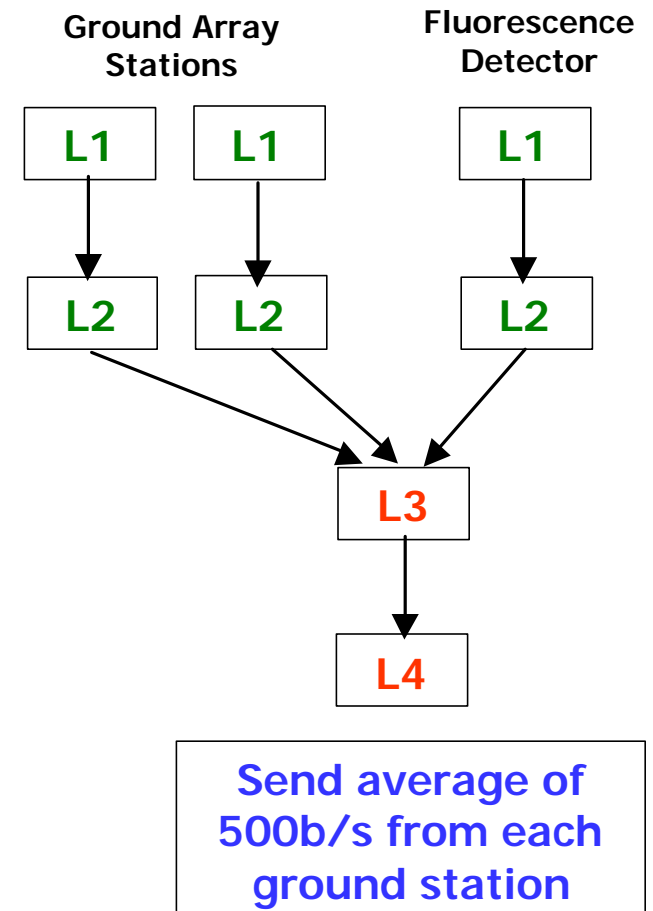 Ground Array
Stations
Fluorescence
Detector
L1
L1
L1
L2
L2
L2
L3
L4
Send average of
500b/s from each
ground station